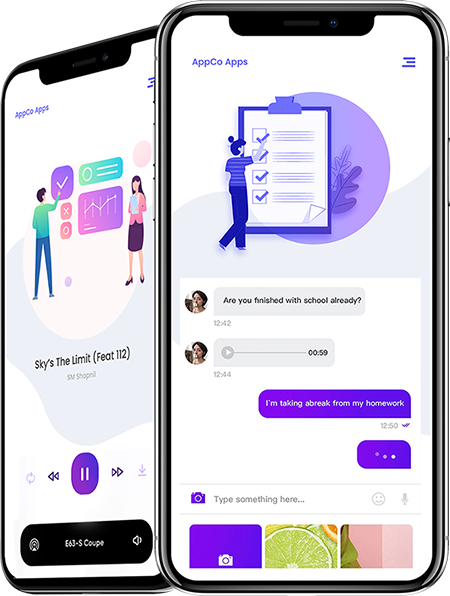 AppCo Apps
Sky's The Limit (Feat 112)
SM Shapnil
E63-S Coupe
AppCo Apps
Are you finished with school already?
12:42
00:59
12:44
I'm taking abreak from my homework
12:50
Type something here...